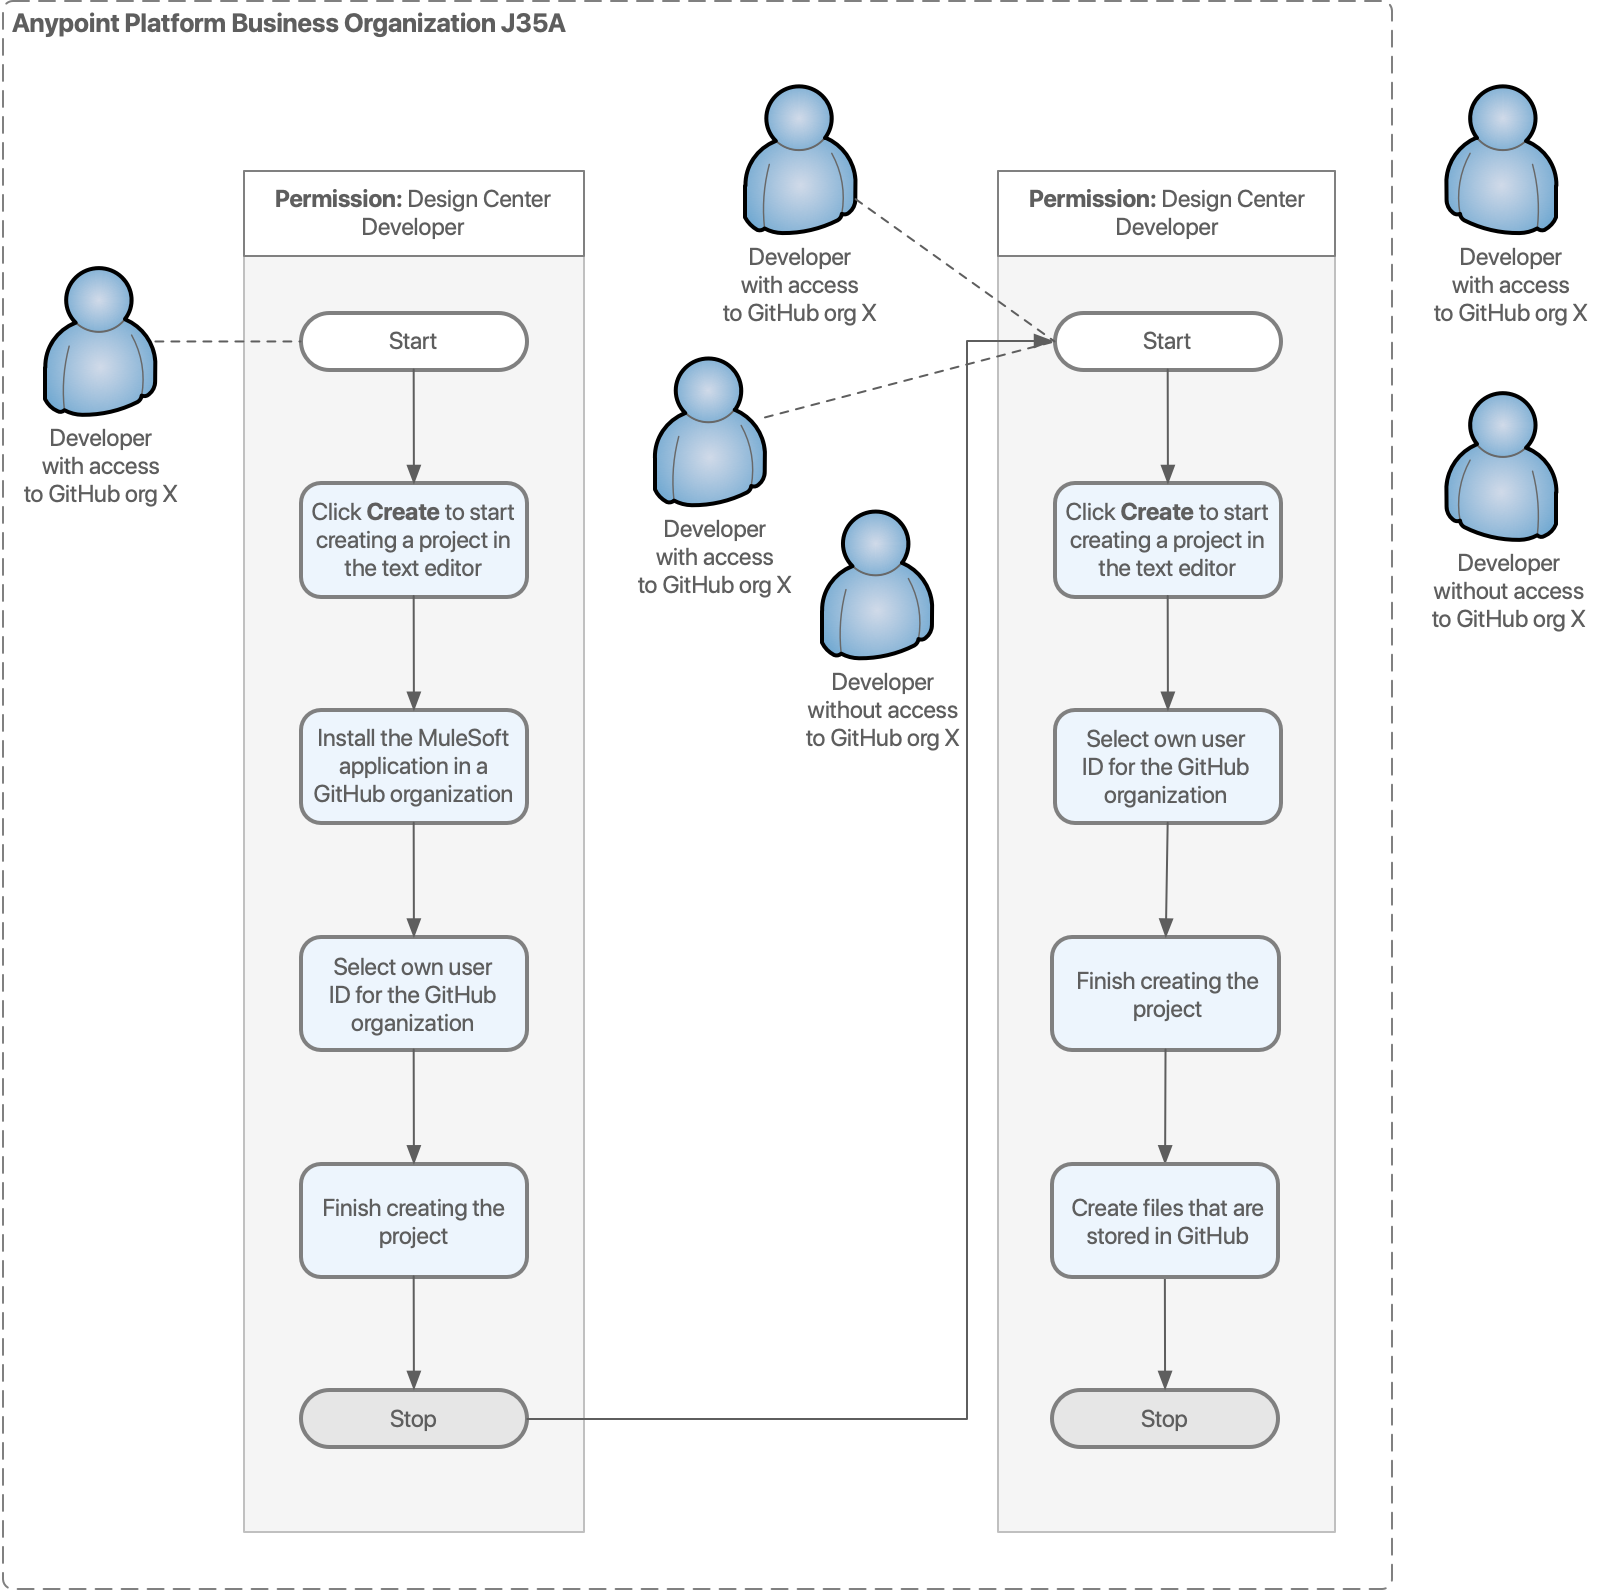 Anypoint Platform Business Organization J35A
Developer
with access
to GitHub org X
Permission: Design Center
Developer
Start
Click Create to start
creating a project in
the text editor
Install the MuleSoft
application in a
GitHub organization
Select own user
ID for the GitHub
organization
Finish creating the
project
Stop
Developer
with access
to GitHub org X
Developer
with access
to GitHub org X
Developer
without access
to GitHub org X
Permission: Design Center
Developer
Start
Click Create to start
creating a project in
the text editor
Select own user
ID for the GitHub
organization
Finish creating the
project
Create files that are
stored in GitHub
Stop
Developer
with access
to GitHub org X
Developer
without access
to GitHub org X